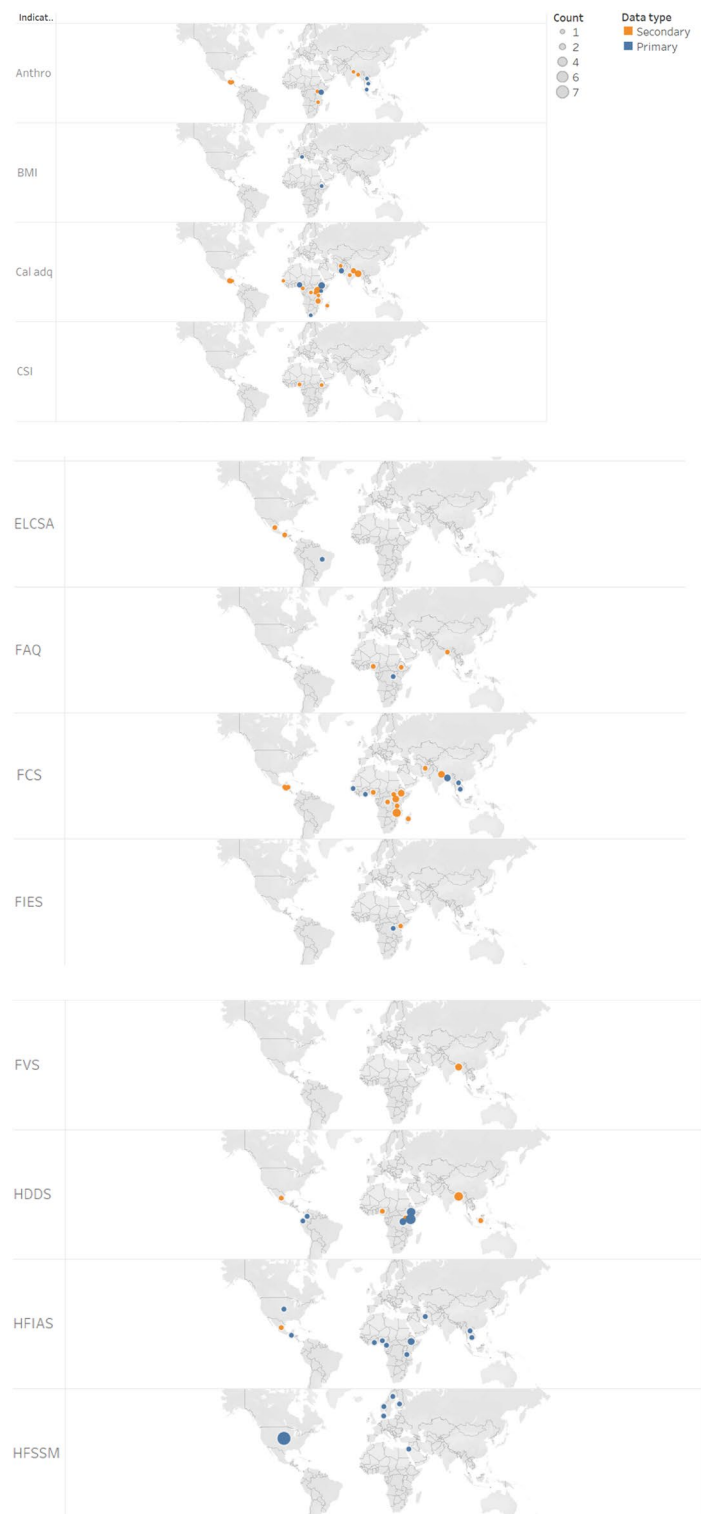 Indicat..
Count
Data type
1
Secondary
2
Primary
4
6
7
Anthro
BMI
Cal adq
CSI
ELCSA
FAQ
FCS
FIES
FVS
HDDS
HFIAS
HFSSM